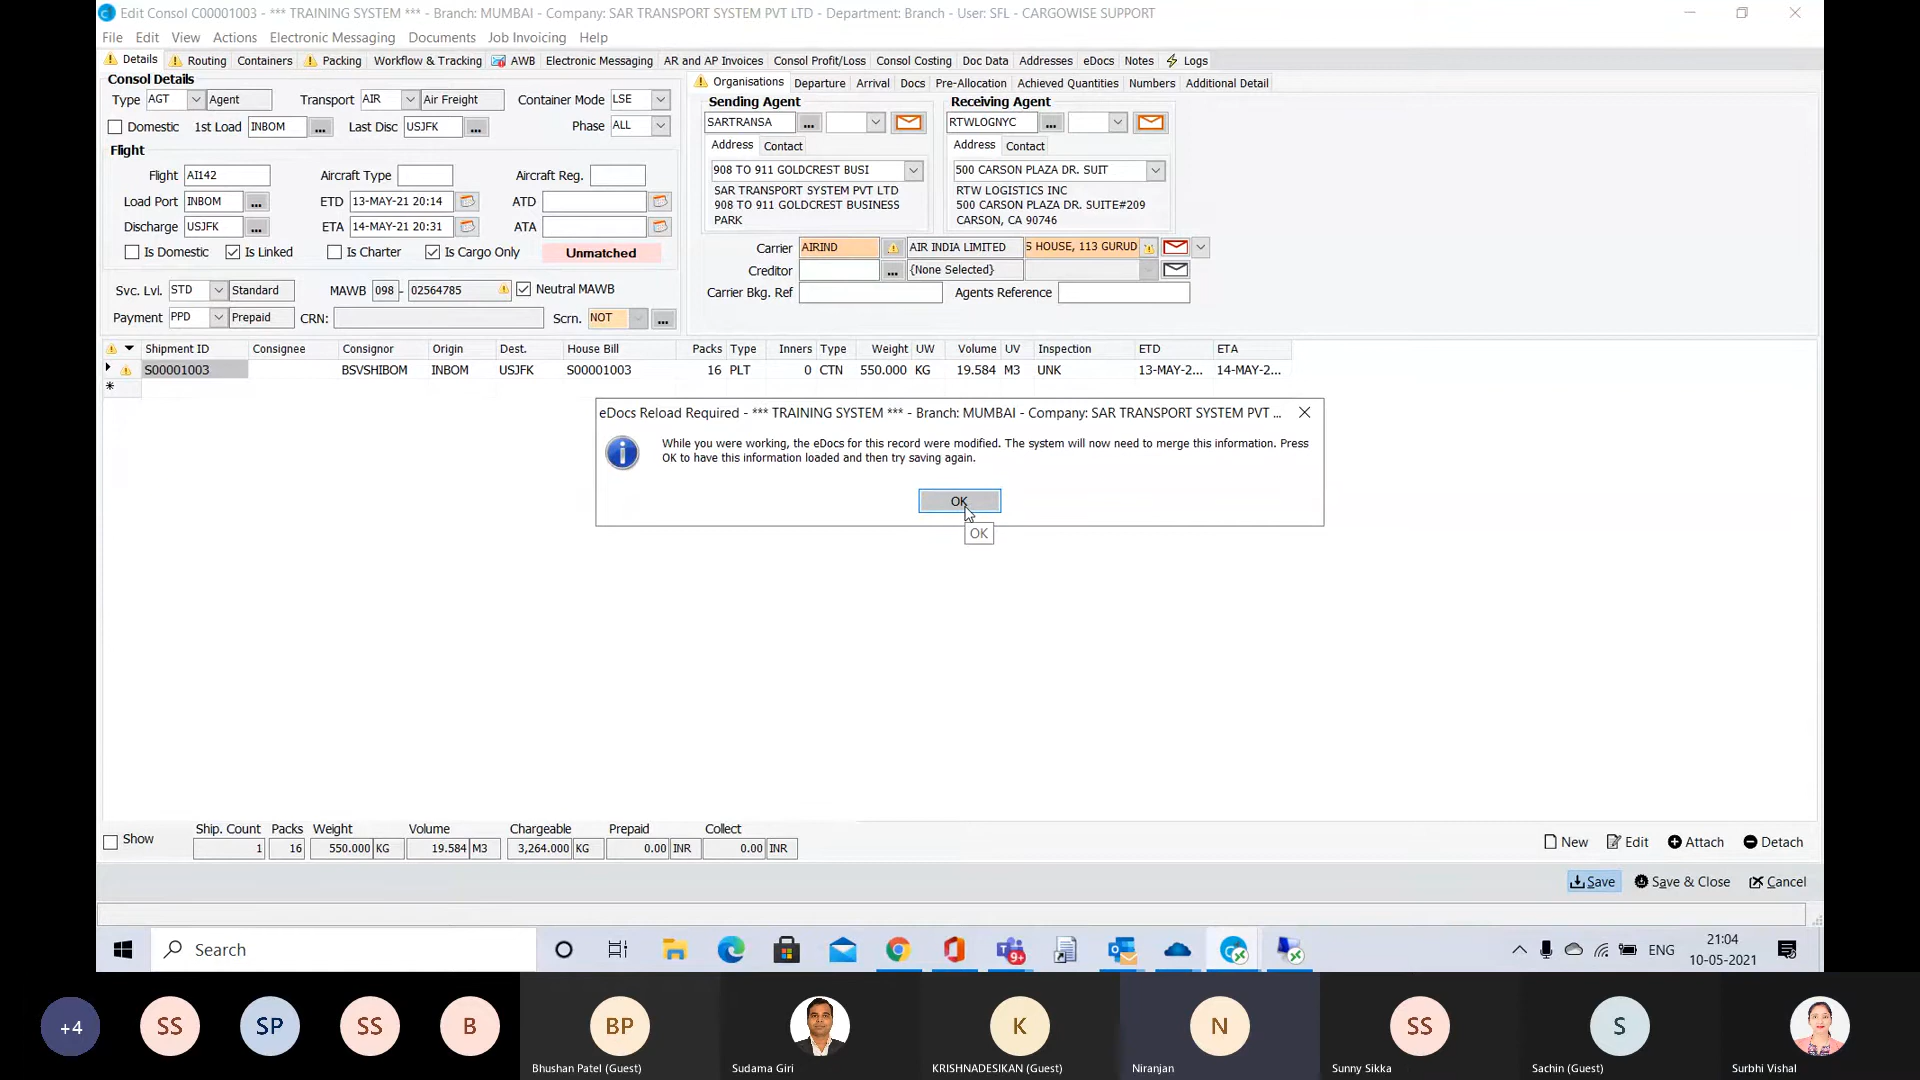 Edit Consol C00001003 - *** TRAINING SYSTEM *** - Branch: MUMBAI - Company: SAR TRANSPORT SYSTEM PVT LTD - Department: Branch - User: SFL - CARGOWISE SUPPORT
File Edit View Actions Electronic Messaging Documents Job Invoicing Help
Details Routing Containers Packing Workflow & Tracking AWB Electronic Messaging AR and AP Invoices Consol Profit/Loss Consol Costing Doc Data Addresses eDocs Notes Logs
Consol Details
Type AGT Agent Transport AIR Air Freight Container Mode LSE
Domestic 1st Load INBOM ... Last Disc USJFK ... Phase ALL
Flight
Flight AI142 Aircraft Type Aircraft Reg.
Load Port INBOM ... ETD 13-MAY-21 20:14 ATD
Discharge USJFK ... ETA 14-MAY-21 20:31 ATA
Is Domestic Is Linked Is Charter Is Cargo Only Unmatched
Svc. Lvl. STD Standard MAWB 098 - 02564785 Neutral MAWB
Payment PPD Prepaid CRN: Scrn. NOT ...
Organisations Departure Arrival Docs Pre-Allocation Achieved Quantities Numbers Additional Detail
Sending Agent Receiving Agent
SARTRANSA ... RTWLOGNYC ...
Address Contact Address Contact
908 TO 911 GOLDCREST BUSI 500 CARSON PLAZA DR. SUIT
SAR TRANSPORT SYSTEM PVT LTD RTW LOGISTICS INC
908 TO 911 GOLDCREST BUSINESS 500 CARSON PLAZA DR. SUITE#209
PARK CARSON, CA 90746
Carrier AIRIND AIR INDIA LIMITED S HOUSE, 113 GURUD
Creditor ... {None Selected}
Carrier Bkg. Ref Agents Reference
Shipment ID Consignee Consignor Origin Dest. House Bill Packs Type Inners Type Weight UW Volume UV Inspection ETD ETA
S00001003 BSVSHIBOM INBOM USJFK S00001003 16 PLT 0 CTN 550.000 KG 19.584 M3 UNK 13-MAY-2... 14-MAY-2...
eDocs Reload Required - *** TRAINING SYSTEM *** - Branch: MUMBAI - Company: SAR TRANSPORT SYSTEM PVT ...
While you were working, the eDocs for this record were modified. The system will now need to merge this information. Press
OK to have this information loaded and then try saving again.
OK
OK
Show Ship. Count Packs Weight Volume Chargeable Prepaid Collect
1 16 550.000 KG 19.584 M3 3,264.000 KG 0.00 INR 0.00 INR
New Edit Attach Detach
Save Save & Close Cancel
Search 9+ ENG 21:04
10-05-2021
+4 SS SP SS B BP K N SS S
Bhushan Patel (Guest) Sudama Giri KRISHNADESIKAN (Guest) Niranjan Sunny Sikka Sachin (Guest) Surbhi Vishal